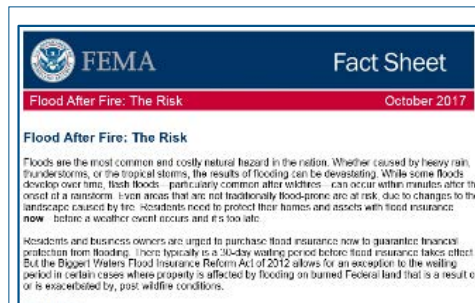 FEMA
Fact Sheet
Flood After Fire: The Risk
October 2017
Flood After Fire: The Risk
Floods are the most common and costly natural hazard in the nation. Whether caused by heavy rain,
thunderstorms, or the tropical storms, the results of flooding can be devastating. While some floods
develop over time, flash floods—particularly common after wildfires—can occur within minutes after the
onset of a rainstorm. Even areas that are not traditionally flood-prone are at risk, due to changes to the
landscape caused by fire. Residents need to protect their homes and assets with flood insurance
now—before a weather event occurs and it's too late.
Residents and business owners are urged to purchase flood insurance now to guarantee financial
protection from flooding. There typically is a 30-day waiting period before flood insurance takes effect.
But the Biggert Waters Flood Insurance Reform Act of 2012 allows for an exception to the waiting
period in certain cases where property is affected by flooding on burned Federal land that is a result of,
or is exacerbated by, post wildfire conditions.